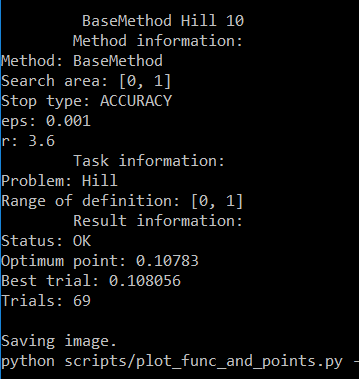 BaseMethod Hill 10
Method information:
Method: BaseMethod
Search area: [0, 1]
Stop type: ACCURACY
eps: 0.001
r: 3.6
Task information:
Problem: Hill
Range of definition: [0, 1]
Result information:
Status: OK
Optimum point: 0.10783
Best trial: 0.108056
Trials: 69
Saving image.
python scripts/plot_func_and_points.py -